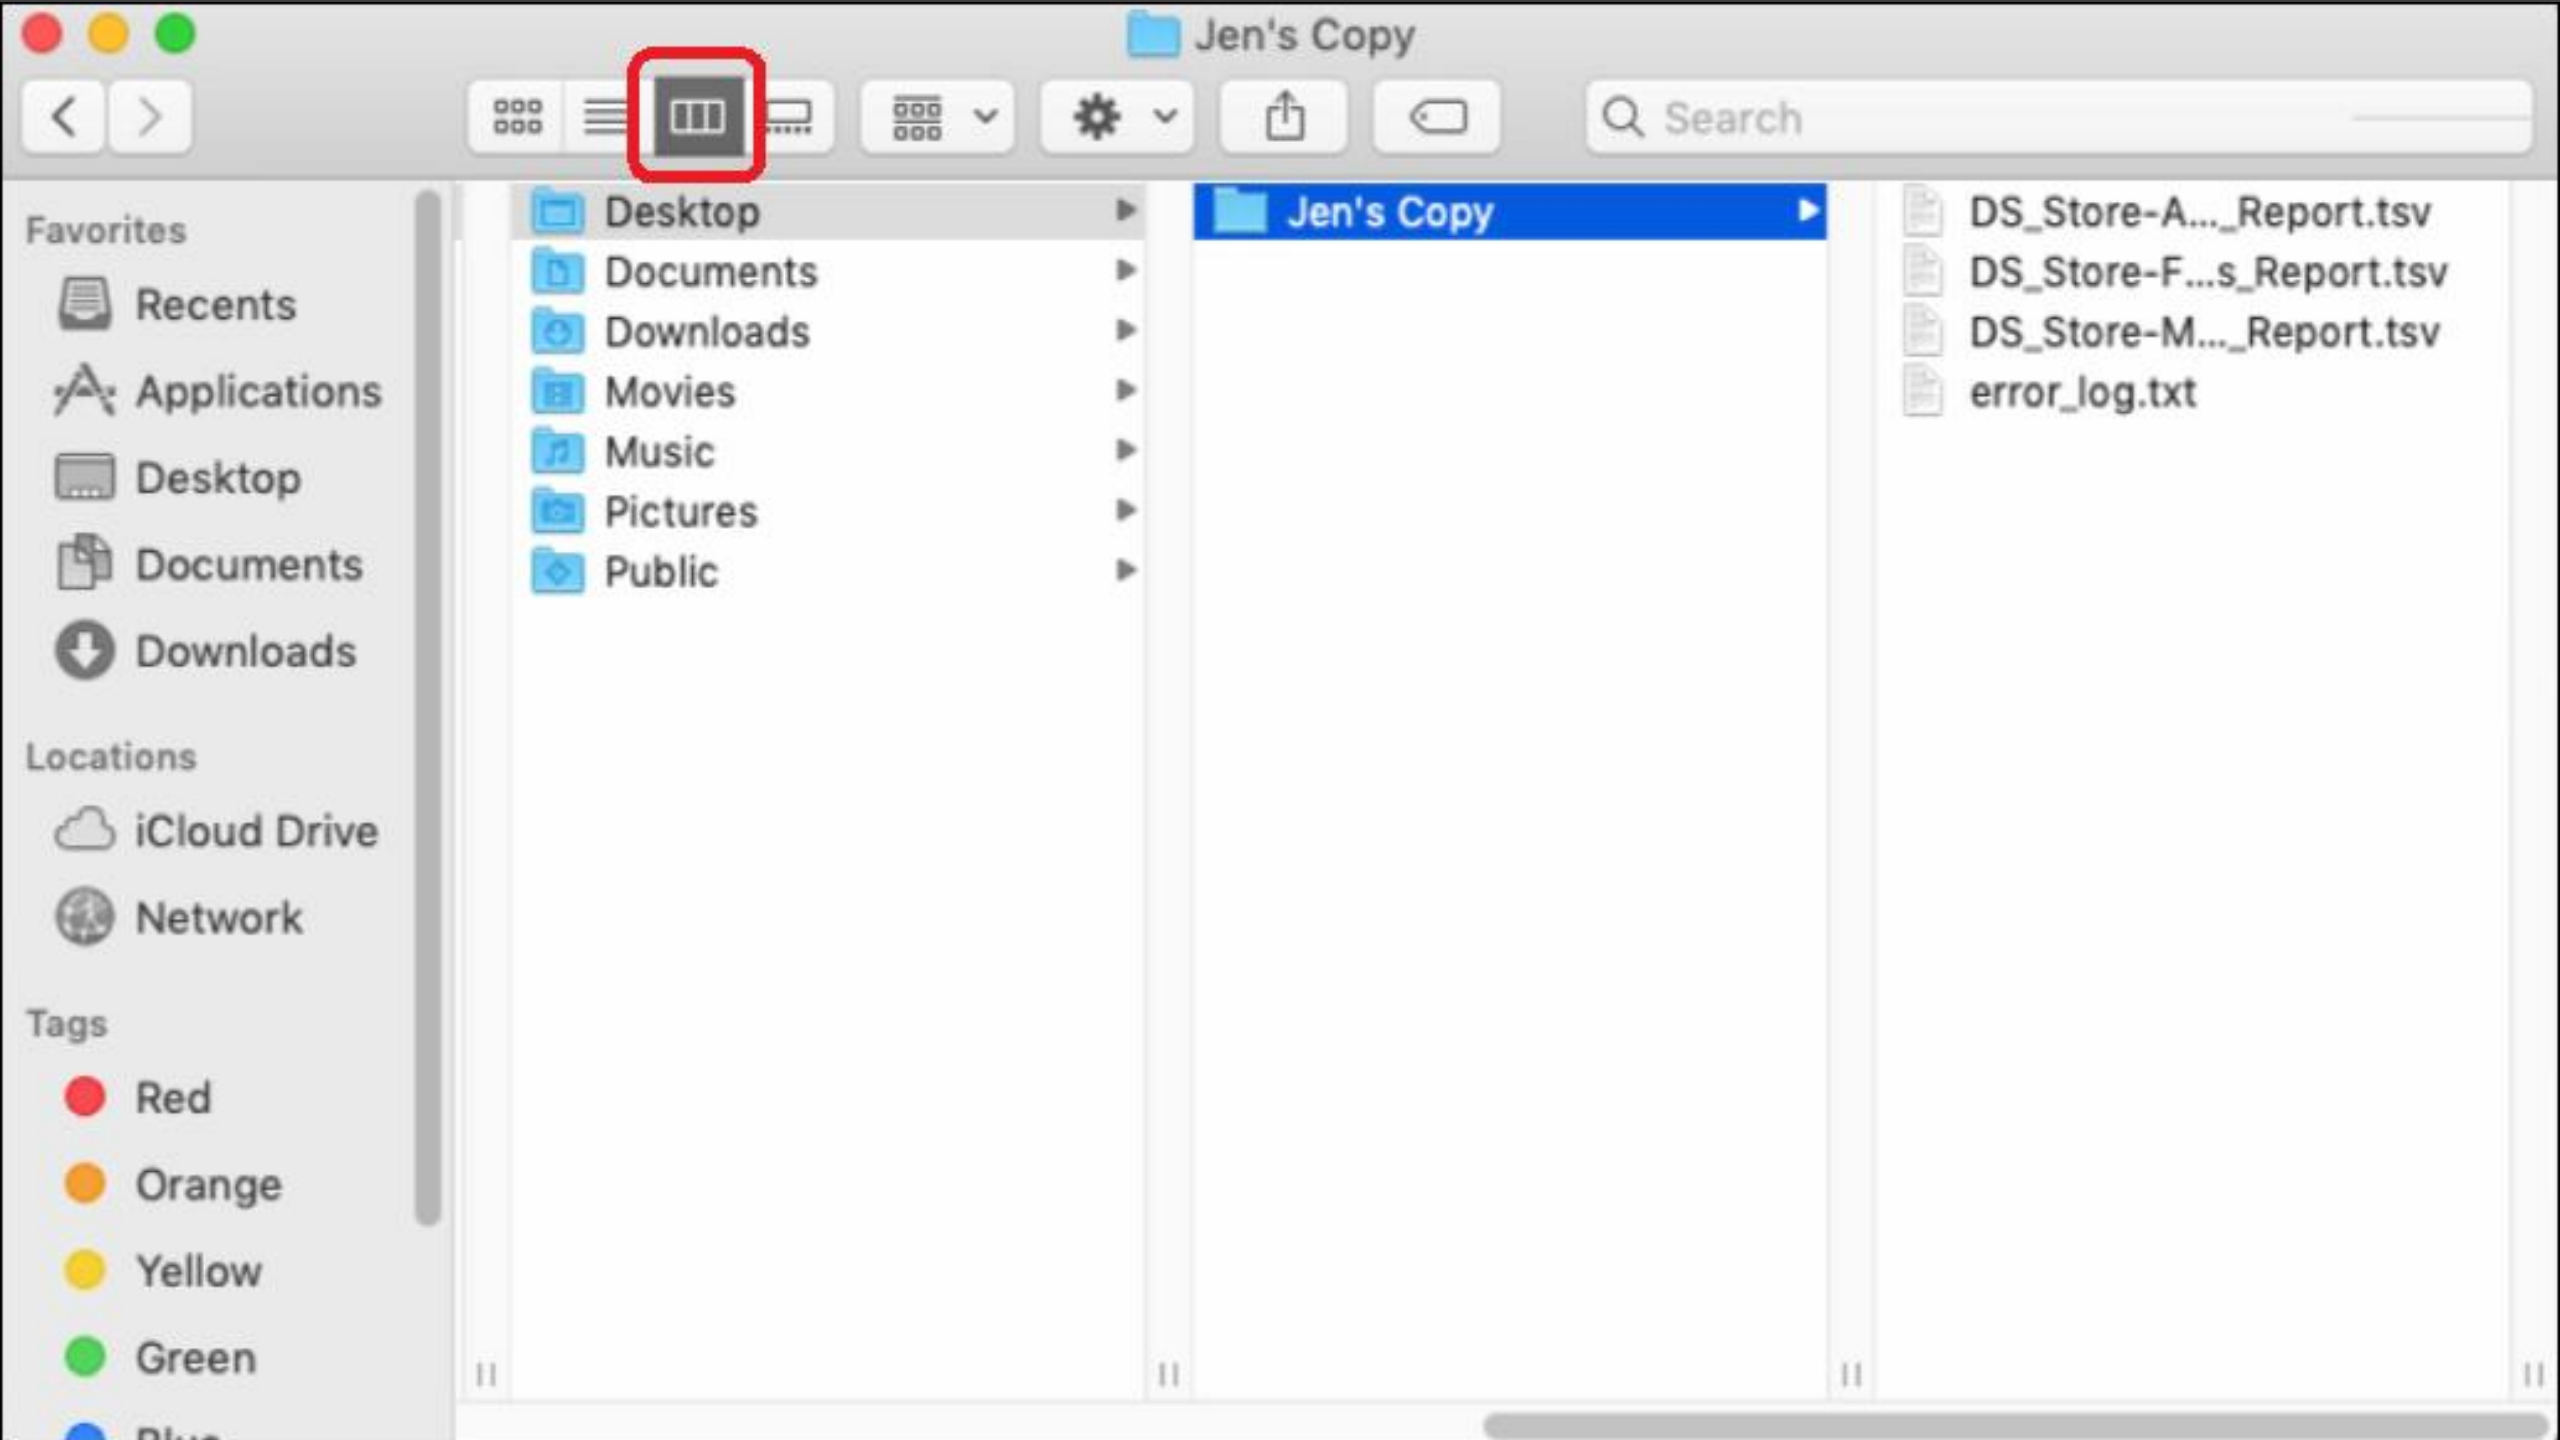 Jen's Copy
Search
Favorites
Recents
Applications
Desktop
Documents
Downloads
Locations
iCloud Drive
Network
Tags
Red
Orange
Yellow
Green
Blue
Desktop
Documents
Downloads
Movies
Music
Pictures
Public
Jen's Copy
DS_Store-A..._Report.tsv
DS_Store-F...s_Report.tsv
DS_Store-M..._Report.tsv
error_log.txt